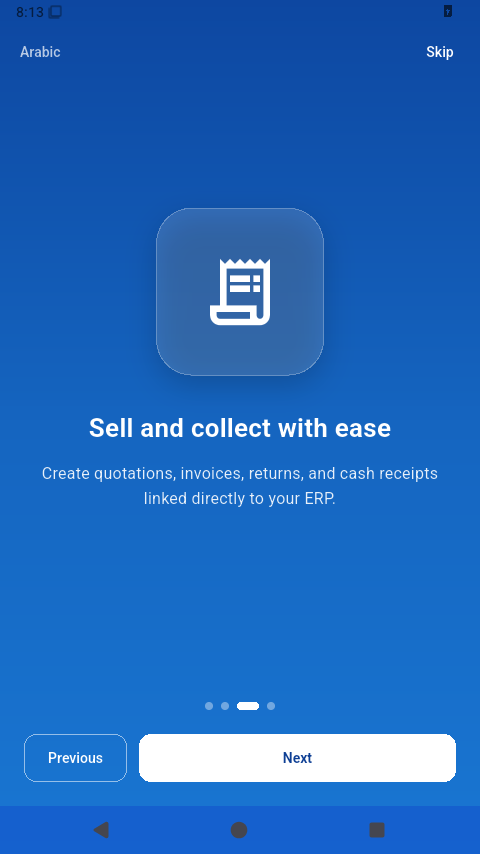 8:13
Arabic
Skip
Sell and collect with ease
Create quotations, invoices, returns, and cash receipts
linked directly to your ERP.
Previous
Next